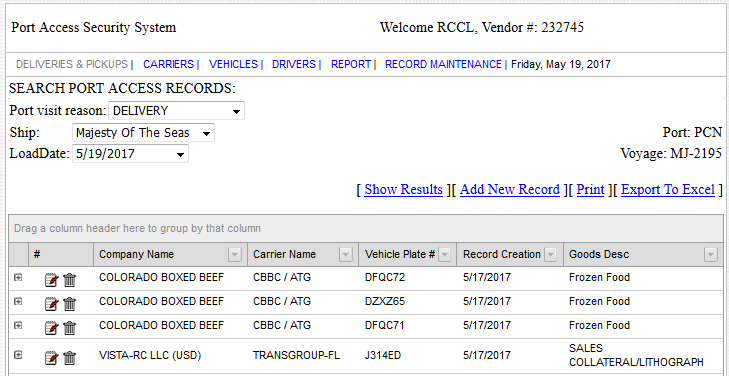 Port Access Security System Welcome RCCL, Vendor #: 232745
DELIVERIES & PICKUPS | CARRIERS | VEHICLES | DRIVERS | REPORT | RECORD MAINTENANCE | Friday, May 19, 2017
SEARCH PORT ACCESS RECORDS:
Port visit reason: DELIVERY
Ship: Majesty Of The Seas Port: PCN
LoadDate: 5/19/2017 Voyage: MJ-2195
[ Show Results ][ Add New Record ][ Print ][ Export To Excel ]
Drag a column header here to group by that column
# Company Name Carrier Name Vehicle Plate # Record Creation Goods Desc
COLORADO BOXED BEEF CBBC / ATG DFQC72 5/17/2017 Frozen Food
COLORADO BOXED BEEF CBBC / ATG DZXZ65 5/17/2017 Frozen Food
COLORADO BOXED BEEF CBBC / ATG DFQC71 5/17/2017 Frozen Food
VISTA-RC LLC (USD) TRANSGROUP-FL J314ED 5/17/2017 SALES
COLLATERAL/LITHOGRAPH